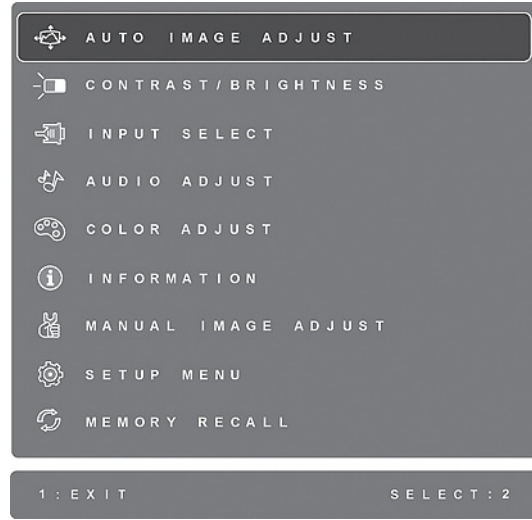 AUTO IMAGE ADJUST
CONTRAST/BRIGHTNESS
INPUT SELECT
AUDIO ADJUST
COLOR ADJUST
INFORMATION
MANUAL IMAGE ADJUST
SETUP MENU
MEMORY RECALL
1:EXIT SELECT:2